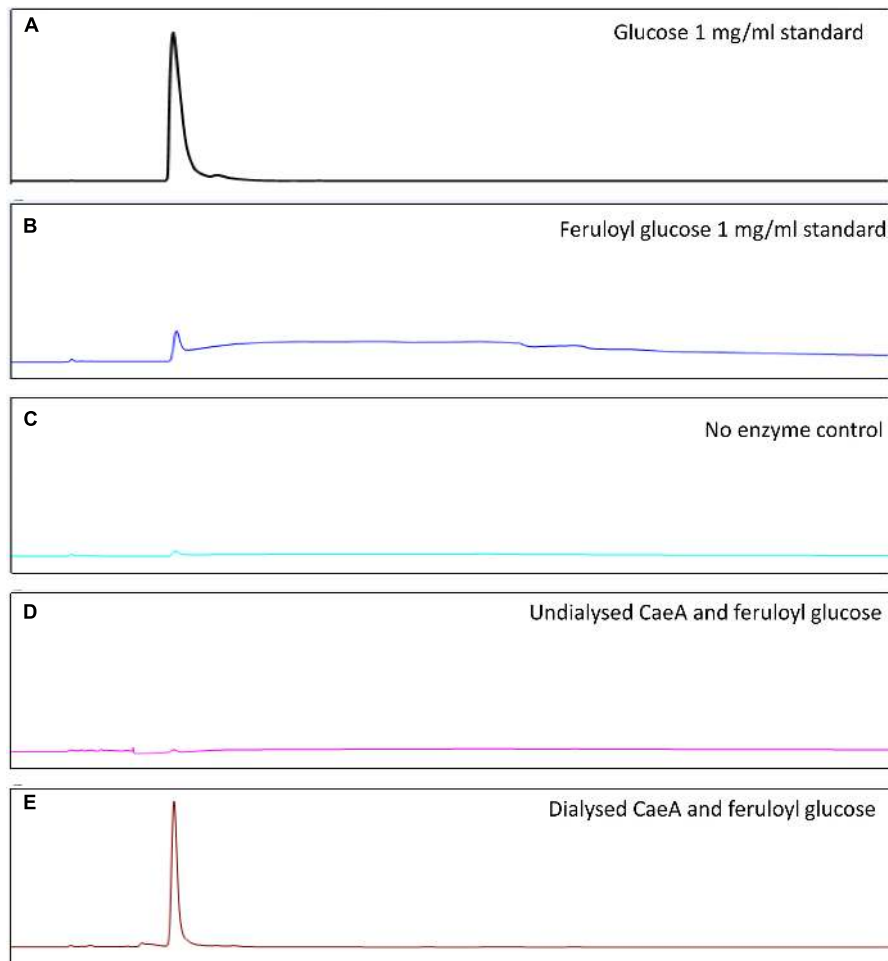 A
Glucose 1 mg/ml standard
B
Feruloyl glucose 1 mg/ml standard
C
No enzyme control
D
Undialysed CaeA and feruloyl glucose
E
Dialysed CaeA and feruloyl glucose